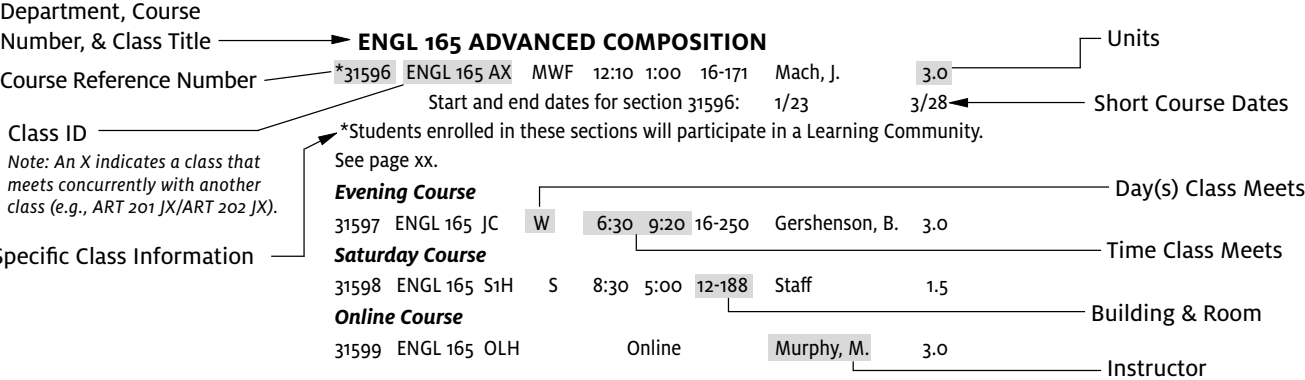 Department, Course
Number, & Class Title
ENGL 165 ADVANCED COMPOSITION
Units
Course Reference Number
*31596 ENGL 165 AX MWF 12:10 1:00 16-171 Mach, J. 3.0
Start and end dates for section 31596: 1/23 3/28
Short Course Dates
Class ID
*Students enrolled in these sections will participate in a Learning Community.
Note: An X indicates a class that
meets concurrently with another
class (e.g., ART 201 JX/ART 202 JX).
See page xx.
Evening Course
Day(s) Class Meets
31597 ENGL 165 JC W 6:30 9:20 16-250 Gershenson, B. 3.0
Specific Class Information
Saturday Course
Time Class Meets
31598 ENGL 165 S1H S 8:30 5:00 12-188 Staff 1.5
Building & Room
Online Course
31599 ENGL 165 OLH Online Murphy, M. 3.0
Instructor